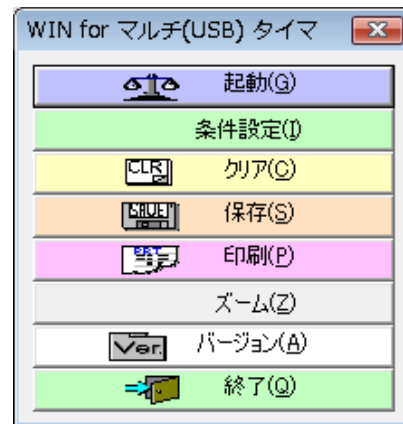 WIN for マルチ(USB) タイマ
起動(G)
条件設定(I)
CLR クリア(C)
SAVE 保存(S)
PRT 印刷(P)
ズーム(Z)
Ver. バージョン(A)
終了(Q)